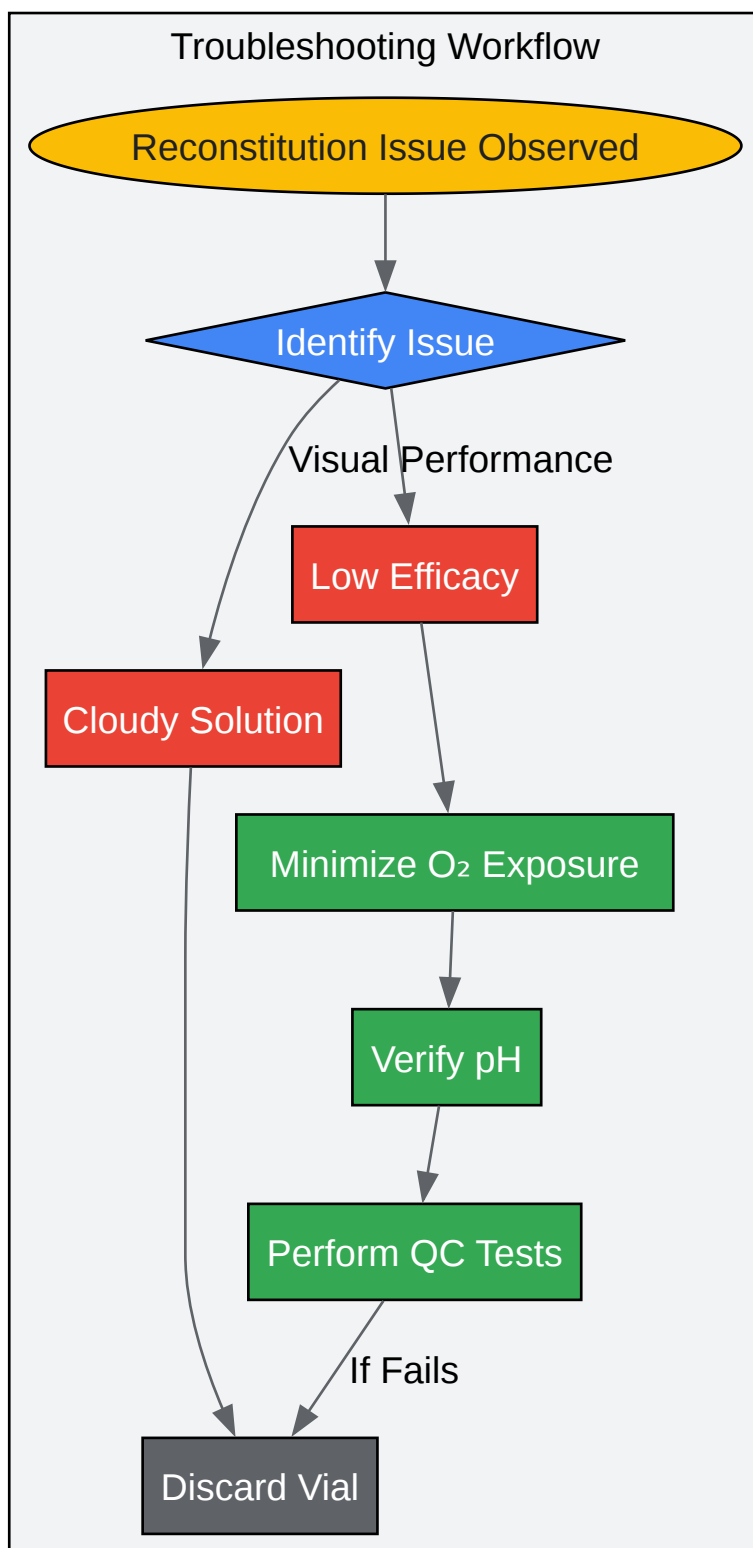 Troubleshooting Workflow
Reconstitution Issue Observed
Identify Issue
Visual Performance
Low Efficacy
Cloudy Solution
Minimize O₂ Exposure
Verify pH
Perform QC Tests
If Fails
Discard Vial